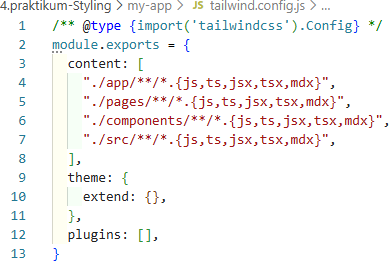 4.praktikum-Styling > my-app > JS tailwind.config.js > ...
1 /** @type {import('tailwindcss').Config} */
2 module.exports = {
3   content: [
4     "./app/**/*.{js,ts,jsx,tsx,mdx}",
5     "./pages/**/*.{js,ts,jsx,tsx,mdx}",
6     "./components/**/*.{js,ts,jsx,tsx,mdx}",
7     "./src/**/*.{js,ts,jsx,tsx,mdx}",
8   ],
9   theme: {
10     extend: {},
11   },
12   plugins: [],
13 }